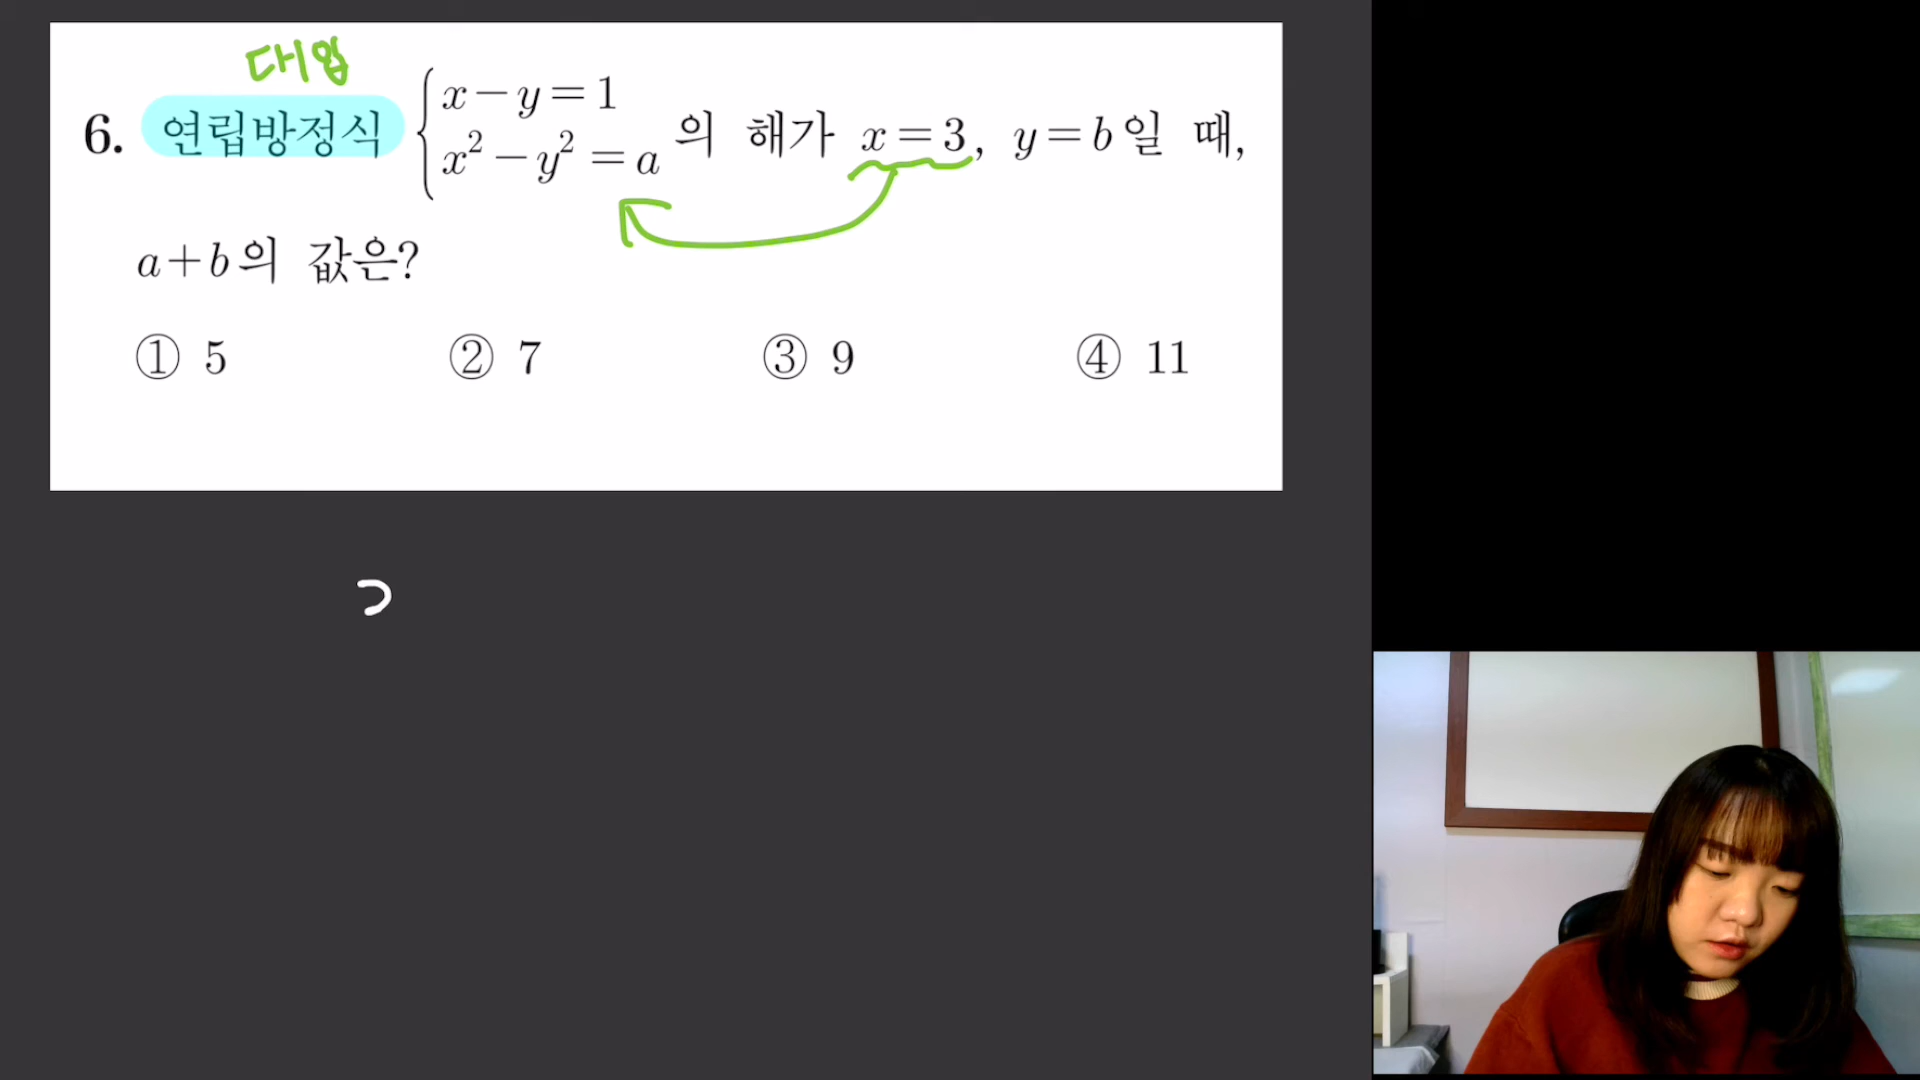 대입
6. 연립방정식 { x-y=1
x²-y²=a 의 해가 x=3, y=b일 때,
a+b의 값은?
① 5 ② 7 ③ 9 ④ 11